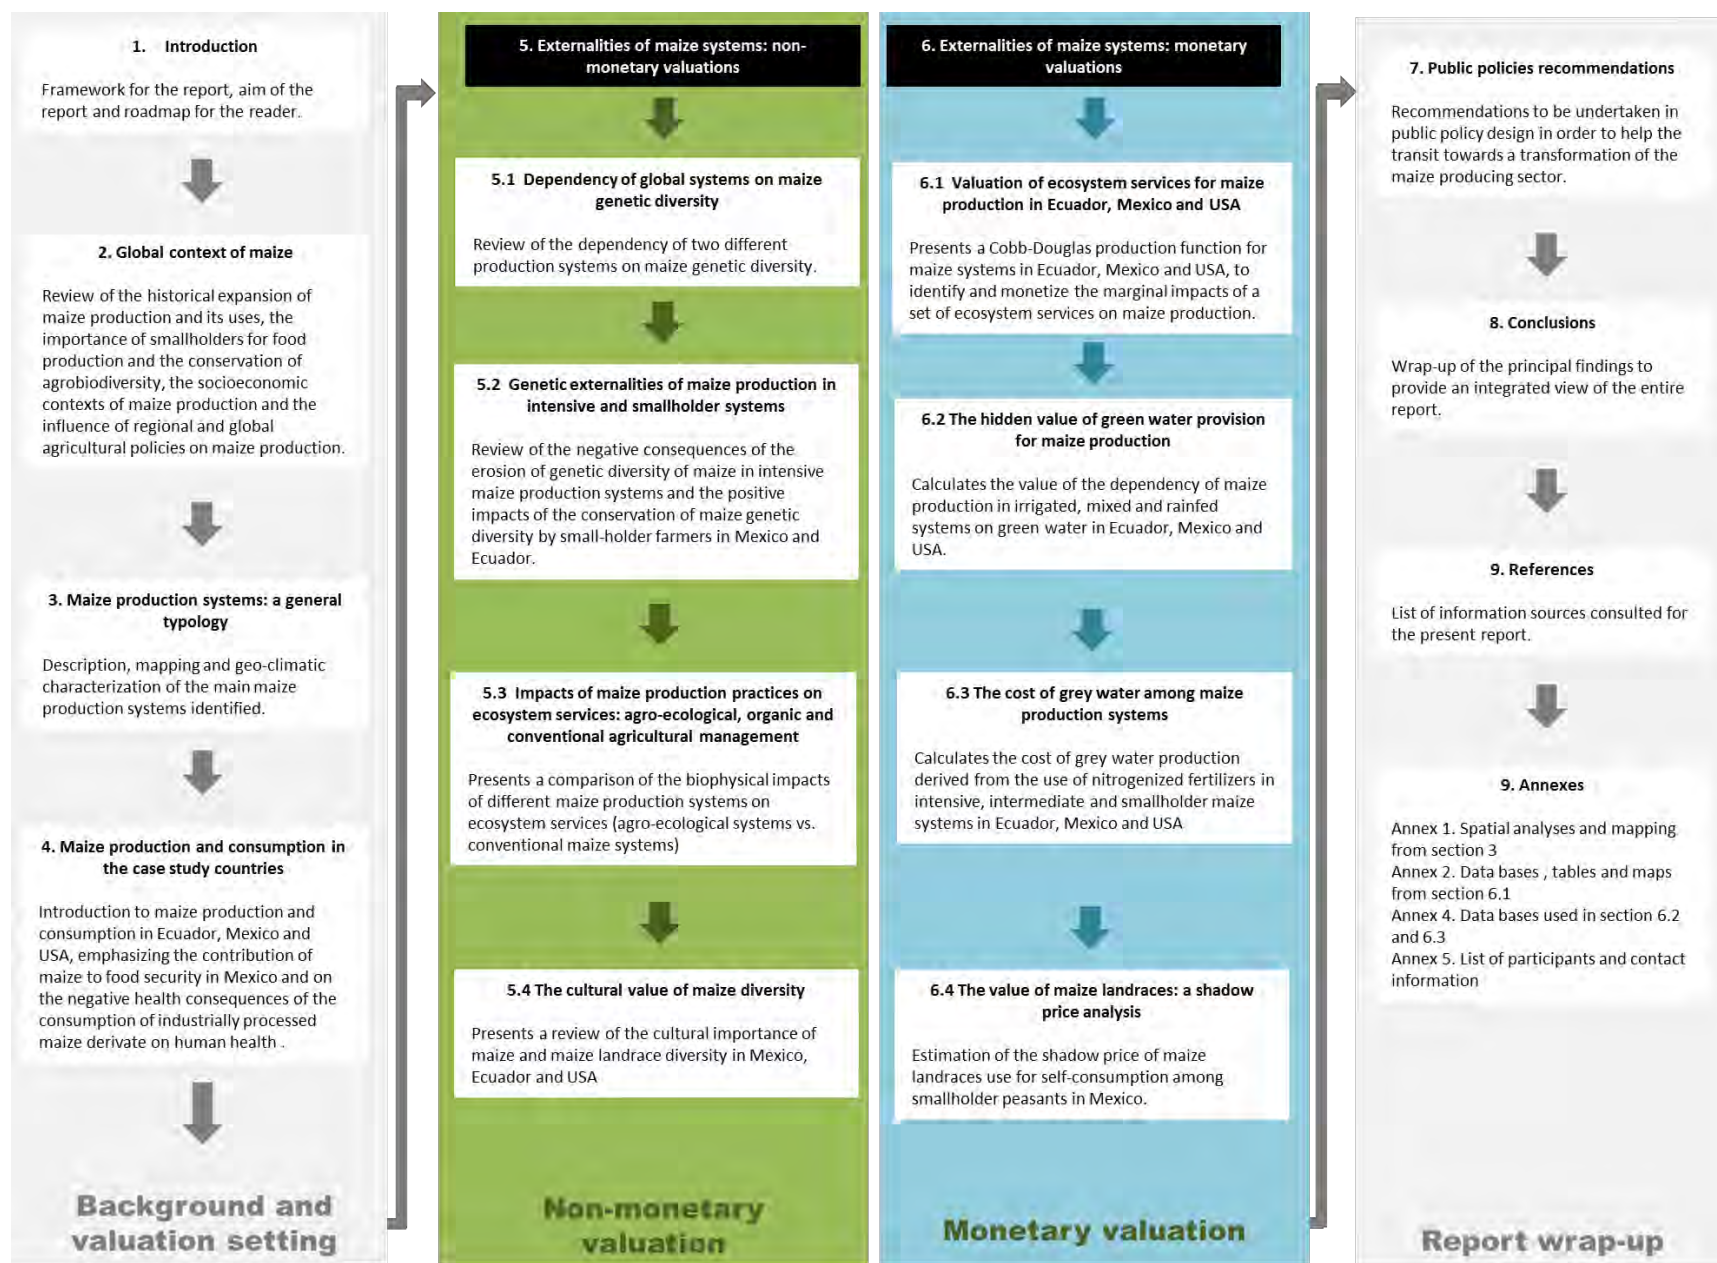 1. Introduction
Framework for the report, aim of the
report and roadmap for the reader.
2. Global context of maize
Review of the historical expansion of
maize production and its uses, the
importance of smallholders for food
production and the conservation of
agrobiodiversity, the socioeconomic
contexts of maize production and the
influence of regional and global
agricultural policies on maize production.
3. Maize production systems: a general
typology
Description, mapping and geo-climatic
characterization of the main maize
production systems identified.
4. Maize production and consumption in
the case study countries
Introduction to maize production and
consumption in Ecuador, Mexico and
USA, emphasizing the contribution of
maize to food security in Mexico and on
the negative health consequences of the
consumption of industrially processed
maize derivate on human health .
Background and
valuation setting
5. Externalities of maize systems: non-
monetary valuations
5.1 Dependency of global systems on maize
genetic diversity
Review of the dependency of two different
production systems on maize genetic diversity.
5.2 Genetic externalities of maize production in
intensive and smallholder systems
Review of the negative consequences of the
erosion of genetic diversity of maize in intensive
maize production systems and the positive
impacts of the conservation of maize genetic
diversity by small-holder farmers in Mexico and
Ecuador.
5.3 Impacts of maize production practices on
ecosystem services: agro-ecological, organic and
conventional agricultural management
Presents a comparison of the biophysical impacts
of different maize production systems on
ecosystem services (agro-ecological systems vs.
conventional maize systems)
5.4 The cultural value of maize diversity
Presents a review of the cultural importance of
maize and maize landrace diversity in Mexico,
Ecuador and USA
Non-monetary
valuation
6. Externalities of maize systems: monetary
valuations
6.1 Valuation of ecosystem services for maize
production in Ecuador, Mexico and USA
Presents a Cobb-Douglas production function for
maize systems in Ecuador, Mexico and USA, to
identify and monetize the marginal impacts of a
set of ecosystem services on maize production.
6.2 The hidden value of green water provision
for maize production
Calculates the value of the dependency of maize
production in irrigated, mixed and rainfed
systems on green water in Ecuador, Mexico and
USA.
6.3 The cost of grey water among maize
production systems
Calculates the cost of grey water production
derived from the use of nitrogenized fertilizers in
intensive, intermediate and smallholder maize
systems in Ecuador, Mexico and USA
6.4 The value of maize landraces: a shadow
price analysis
Estimation of the shadow price of maize
landraces use for self-consumption among
smallholder peasants in Mexico.
Monetary valuation
7. Public policies recommendations
Recommendations to be undertaken in
public policy design in order to help the
transit towards a transformation of the
maize producing sector.
8. Conclusions
Wrap-up of the principal findings to
provide an integrated view of the entire
report.
9. References
List of information sources consulted for
the present report.
9. Annexes
Annex 1. Spatial analyses and mapping
from section 3
Annex 2. Data bases , tables and maps
from section 6.1
Annex 4. Data bases used in section 6.2
and 6.3
Annex 5. List of participants and contact
information
Report wrap-up